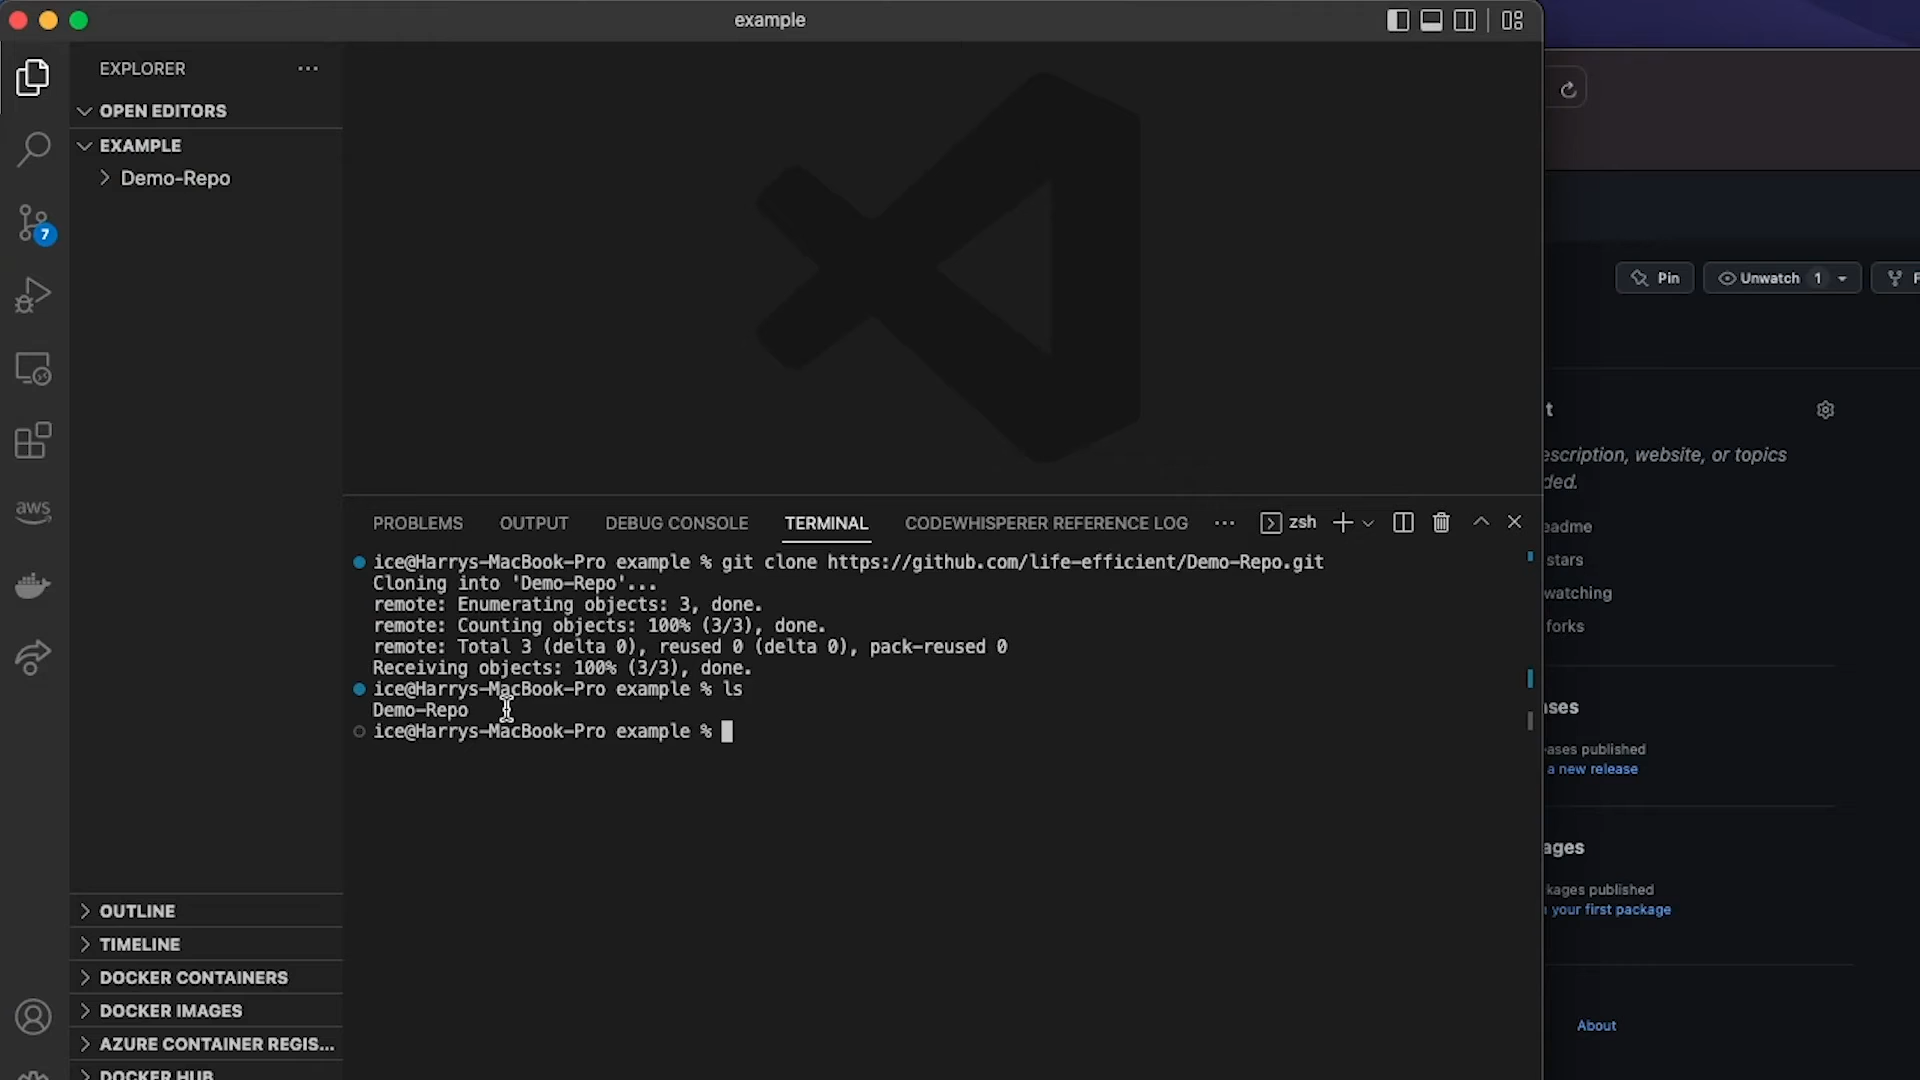 example
EXPLORER
OPEN EDITORS
EXAMPLE
Demo-Repo
7
aws
OUTLINE
TIMELINE
DOCKER CONTAINERS
DOCKER IMAGES
AZURE CONTAINER REGIS...
DOCKER HUB
PROBLEMS OUTPUT DEBUG CONSOLE TERMINAL CODEWHISPERER REFERENCE LOG ... zsh
ice@Harrys-MacBook-Pro example % git clone https://github.com/life-efficient/Demo-Repo.git
Cloning into 'Demo-Repo'...
remote: Enumerating objects: 3, done.
remote: Counting objects: 100% (3/3), done.
remote: Total 3 (delta 0), reused 0 (delta 0), pack-reused 0
Receiving objects: 100% (3/3), done.
ice@Harrys-MacBook-Pro example % ls
Demo-Repo
ice@Harrys-MacBook-Pro example %
Pin Unwatch 1 F
t
escription, website, or topics
ded.
eadme
stars
watching
forks
ases
ases published
a new release
ages
kages published
your first package
About